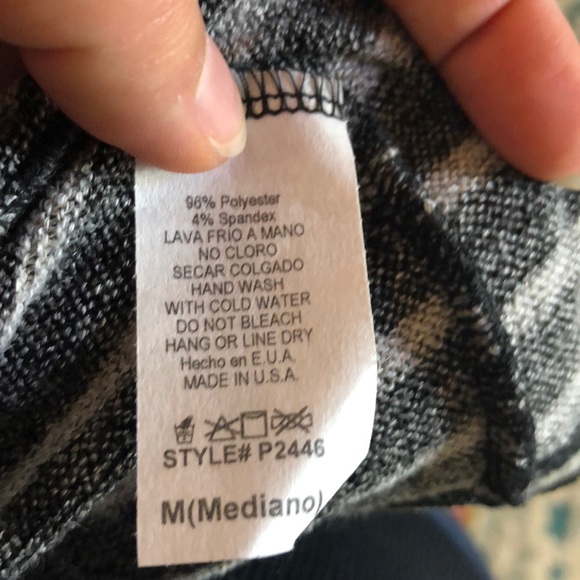 96% Polyester
4% Spandex
LAVA FRIO A MANO
NO CLORO
SECAR COLGADO
HAND WASH
WITH COLD WATER
DO NOT BLEACH
HANG OR LINE DRY
Hecho en E.U.A.
MADE IN U.S.A.
STYLE# P2446
M(Mediano)